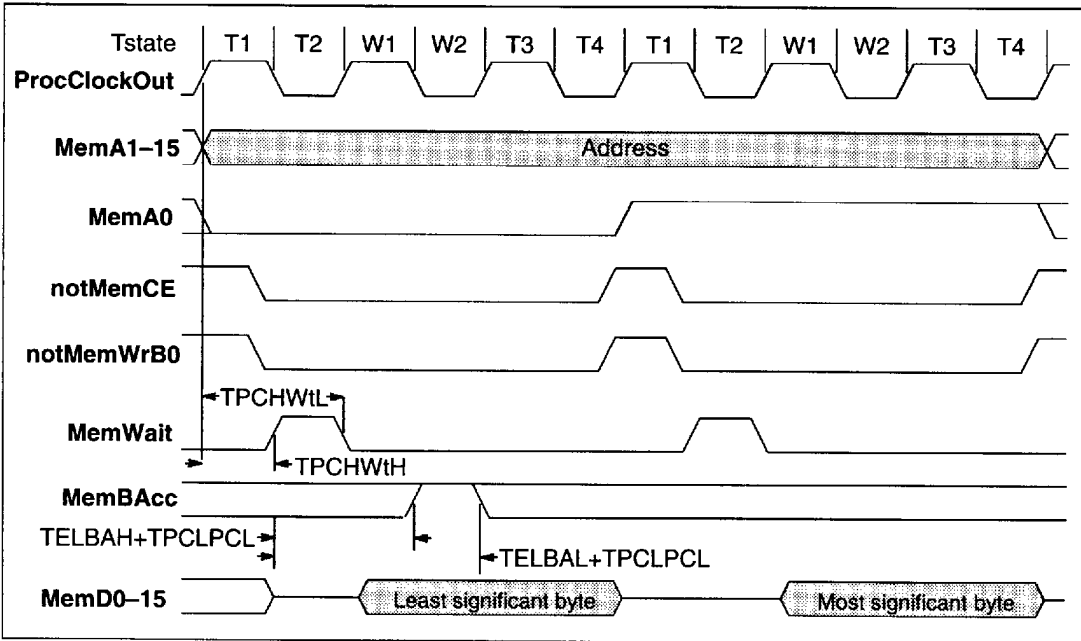 Tstate T1 T2 W1 W2 T3 T4 T1 T2 W1 W2 T3 T4
ProcClockOut
MemA1–15 Address
MemA0
notMemCE
notMemWrB0
TPCHWtL
MemWait
TPCHWtH
MemBAcc
TELBAH+TPCLPCL
TELBAL+TPCLPCL
MemD0–15 Least significant byte Most significant byte